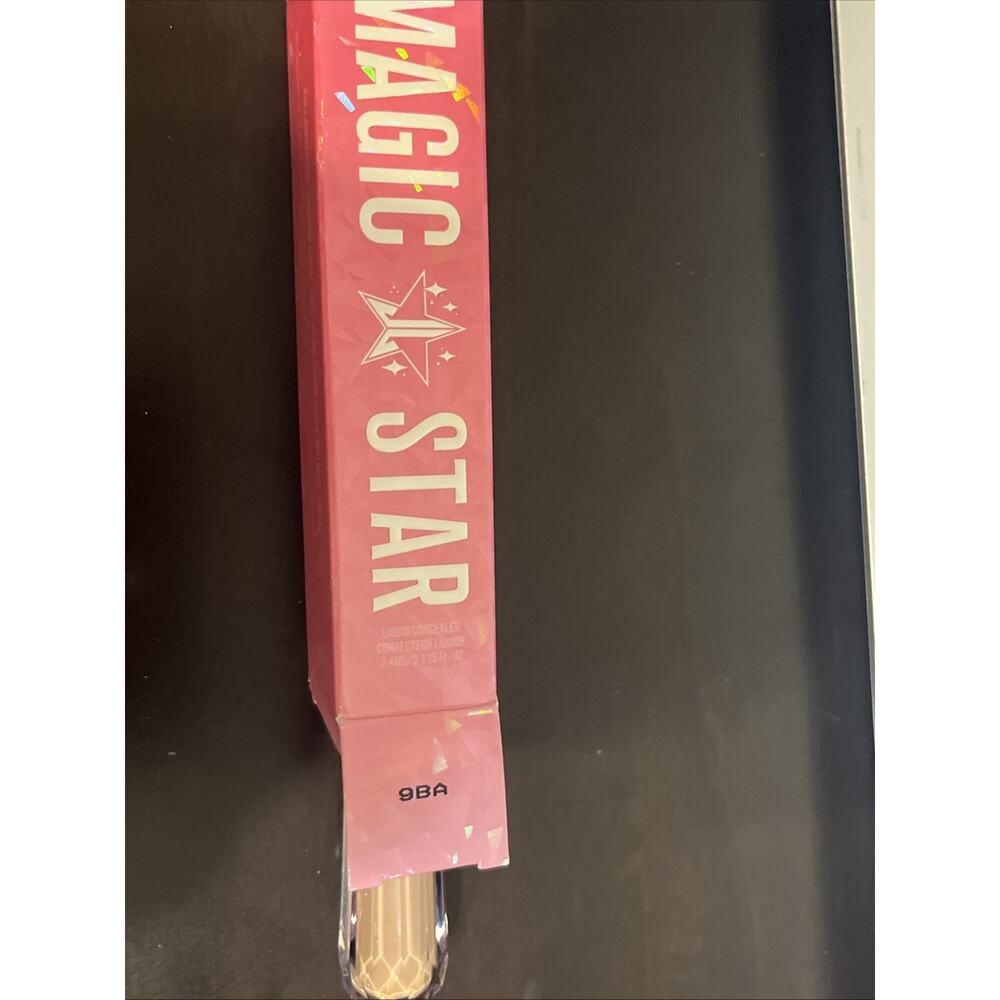 MAGIC
STAR
LIQUID CONCEALER
CORRECTEUR LIQUIDE
3.4ML/0.115 FL. OZ
9BA